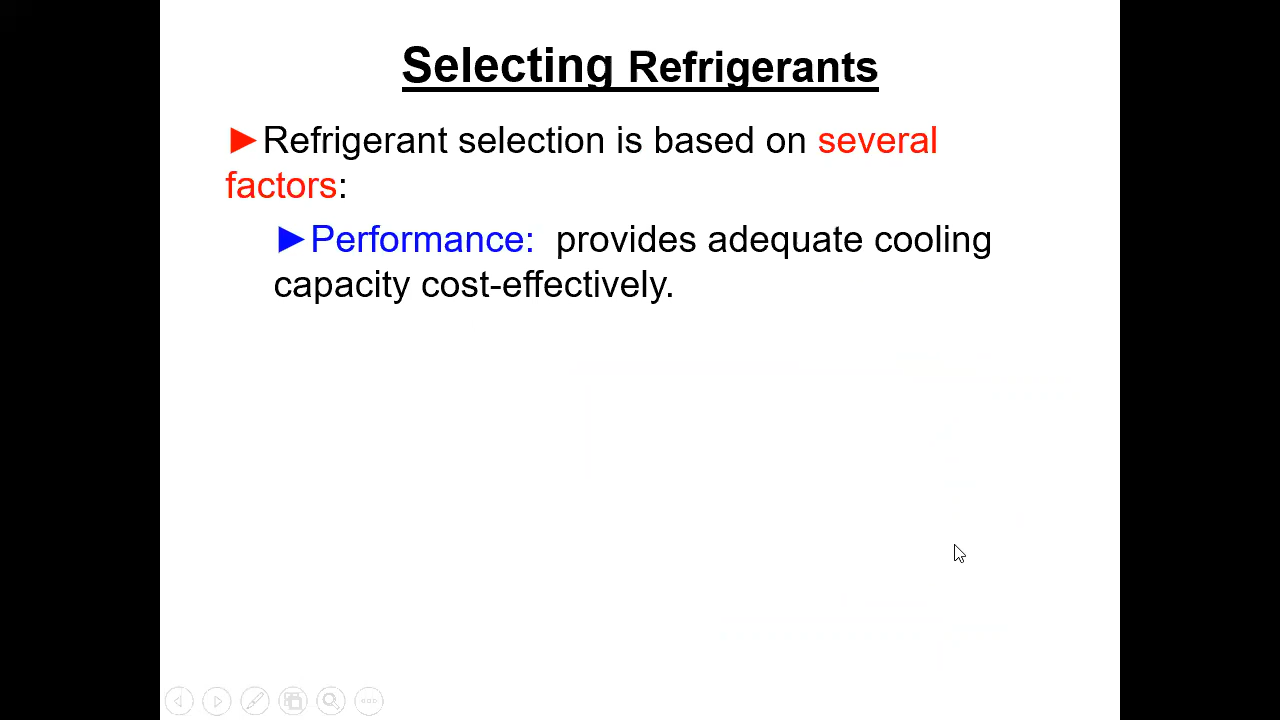 Selecting Refrigerants
►Refrigerant selection is based on several
factors:
►Performance:  provides adequate cooling
capacity cost-effectively.